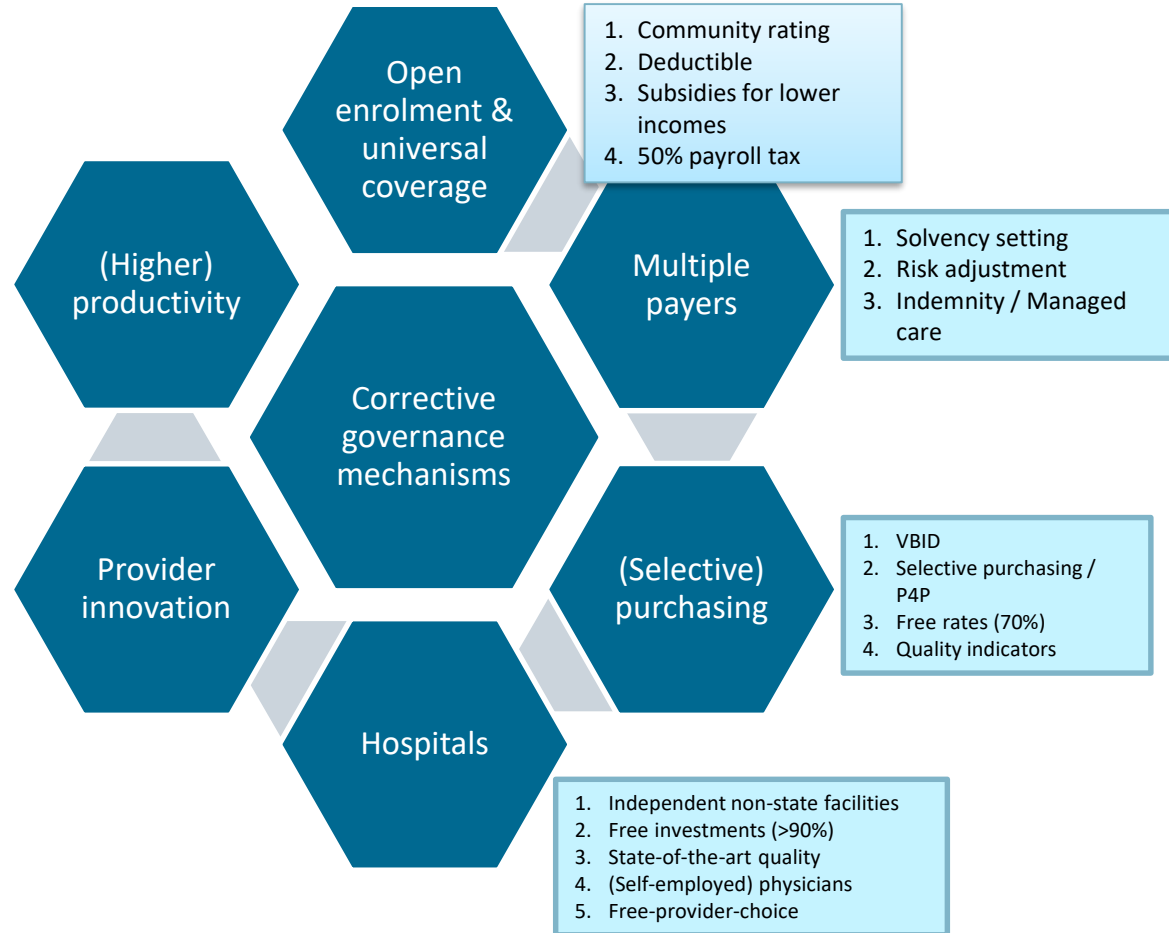 Open
enrolment &
universal
coverage
1. Community rating
2. Deductible
3. Subsidies for lower
incomes
4. 50% payroll tax
(Higher)
productivity
Multiple
payers
1. Solvency setting
2. Risk adjustment
3. Indemnity / Managed
care
Corrective
governance
mechanisms
Provider
innovation
(Selective)
purchasing
1. VBID
2. Selective purchasing /
P4P
3. Free rates (70%)
4. Quality indicators
Hospitals
1. Independent non-state facilities
2. Free investments (>90%)
3. State-of-the-art quality
4. (Self-employed) physicians
5. Free-provider-choice